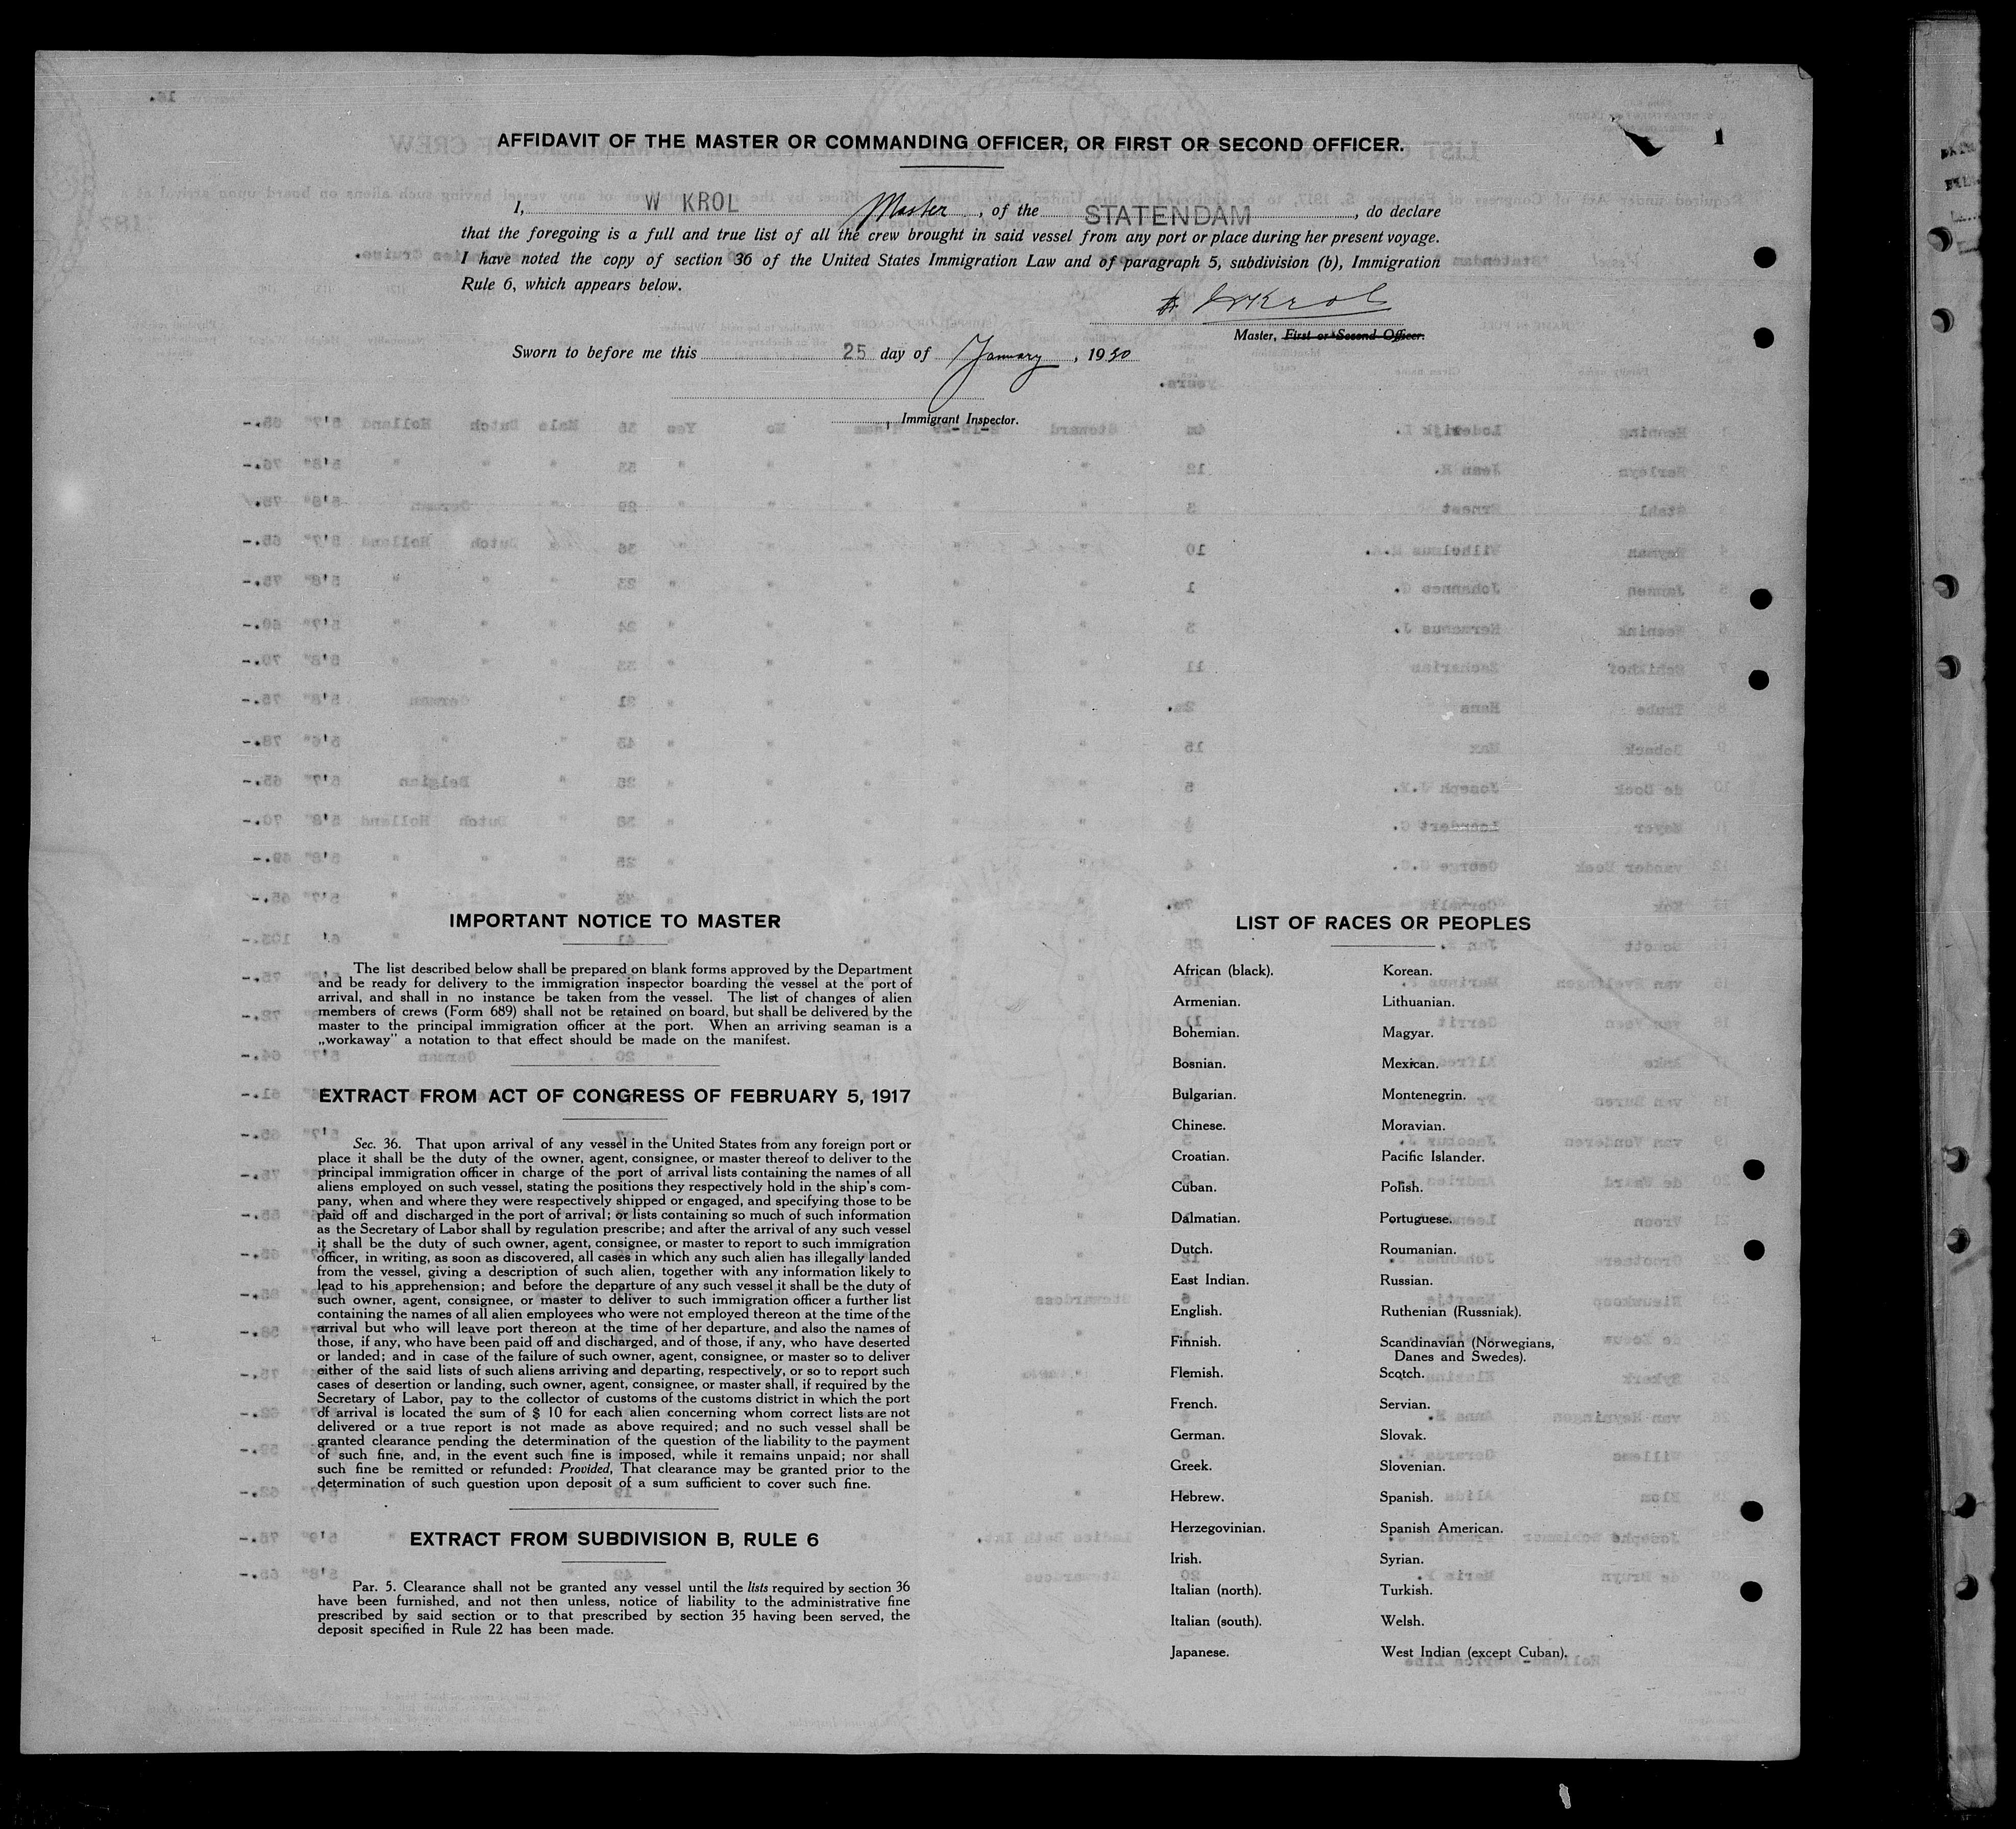 AFFIDAVIT OF THE MASTER OR COMMANDING OFFICER, OR FIRST OR SECOND OFFICER.
I, W KROL Master, of the STATENDAM, do declare
that the foregoing is a full and true list of all the crew brought in said vessel from any port or place during her present voyage.
I have noted the copy of section 36 of the United States Immigration Law and of paragraph 5, subdivision (b), Immigration
Rule 6, which appears below.
W Krol
Master, First or Second Officer.
Sworn to before me this 25 day of January, 1930
Immigrant Inspector.
IMPORTANT NOTICE TO MASTER
The list described below shall be prepared on blank forms approved by the Department
and be ready for delivery to the immigration inspector boarding the vessel at the port of
arrival, and shall in no instance be taken from the vessel. The list of changes of alien
members of crews (Form 689) shall not be retained on board, but shall be delivered by the
master to the principal immigration officer at the port. When an arriving seaman is a
„workaway” a notation to that effect should be made on the manifest.
EXTRACT FROM ACT OF CONGRESS OF FEBRUARY 5, 1917
Sec. 36. That upon arrival of any vessel in the United States from any foreign port or
place it shall be the duty of the owner, agent, consignee, or master thereof to deliver to the
principal immigration officer in charge of the port of arrival lists containing the names of all
aliens employed on such vessel, stating the positions they respectively hold in the ship's com-
pany, when and where they were respectively shipped or engaged, and specifying those to be
paid off and discharged in the port of arrival; or lists containing so much of such information
as the Secretary of Labor shall by regulation prescribe; and after the arrival of any such vessel
it shall be the duty of such owner, agent, consignee, or master to report to such immigration
officer, in writing, as soon as discovered, all cases in which any such alien has illegally landed
from the vessel, giving a description of such alien, together with any information likely to
lead to his apprehension; and before the departure of any such vessel it shall be the duty of
such owner, agent, consignee, or master to deliver to such immigration officer a further list
containing the names of all alien employees who were not employed thereon at the time of the
arrival but who will leave port thereon at the time of her departure, and also the names of
those, if any, who have been paid off and discharged, and of those, if any, who have deserted
or landed; and in case of the failure of such owner, agent, consignee, or master so to deliver
either of the said lists of such aliens arriving and departing, respectively, or so to report such
cases of desertion or landing, such owner, agent, consignee, or master shall, if required by the
Secretary of Labor, pay to the collector of customs of the customs district in which the port
of arrival is located the sum of $ 10 for each alien concerning whom correct lists are not
delivered or a true report is not made as above required; and no such vessel shall be
granted clearance pending the determination of the question of the liability to the payment
of such fine, and, in the event such fine is imposed, while it remains unpaid; nor shall
such fine be remitted or refunded: Provided, That clearance may be granted prior to the
determination of such question upon deposit of a sum sufficient to cover such fine.
EXTRACT FROM SUBDIVISION B, RULE 6
Par. 5. Clearance shall not be granted any vessel until the lists required by section 36
have been furnished, and not then unless, notice of liability to the administrative fine
prescribed by said section or to that prescribed by section 35 having been served, the
deposit specified in Rule 22 has been made.
LIST OF RACES OR PEOPLES
African (black).
Armenian.
Bohemian.
Bosnian.
Bulgarian.
Chinese.
Croatian.
Cuban.
Dalmatian.
Dutch.
East Indian.
English.
Finnish.
Flemish.
French.
German.
Greek.
Hebrew.
Herzegovinian.
Irish.
Italian (north).
Italian (south).
Japanese.
Korean.
Lithuanian.
Magyar.
Mexican.
Montenegrin.
Moravian.
Pacific Islander.
Polish.
Portuguese.
Roumanian.
Russian.
Ruthenian (Russniak).
Scandinavian (Norwegians,
Danes and Swedes).
Scotch.
Servian.
Slovak.
Slovenian.
Spanish.
Spanish American.
Syrian.
Turkish.
Welsh.
West Indian (except Cuban).